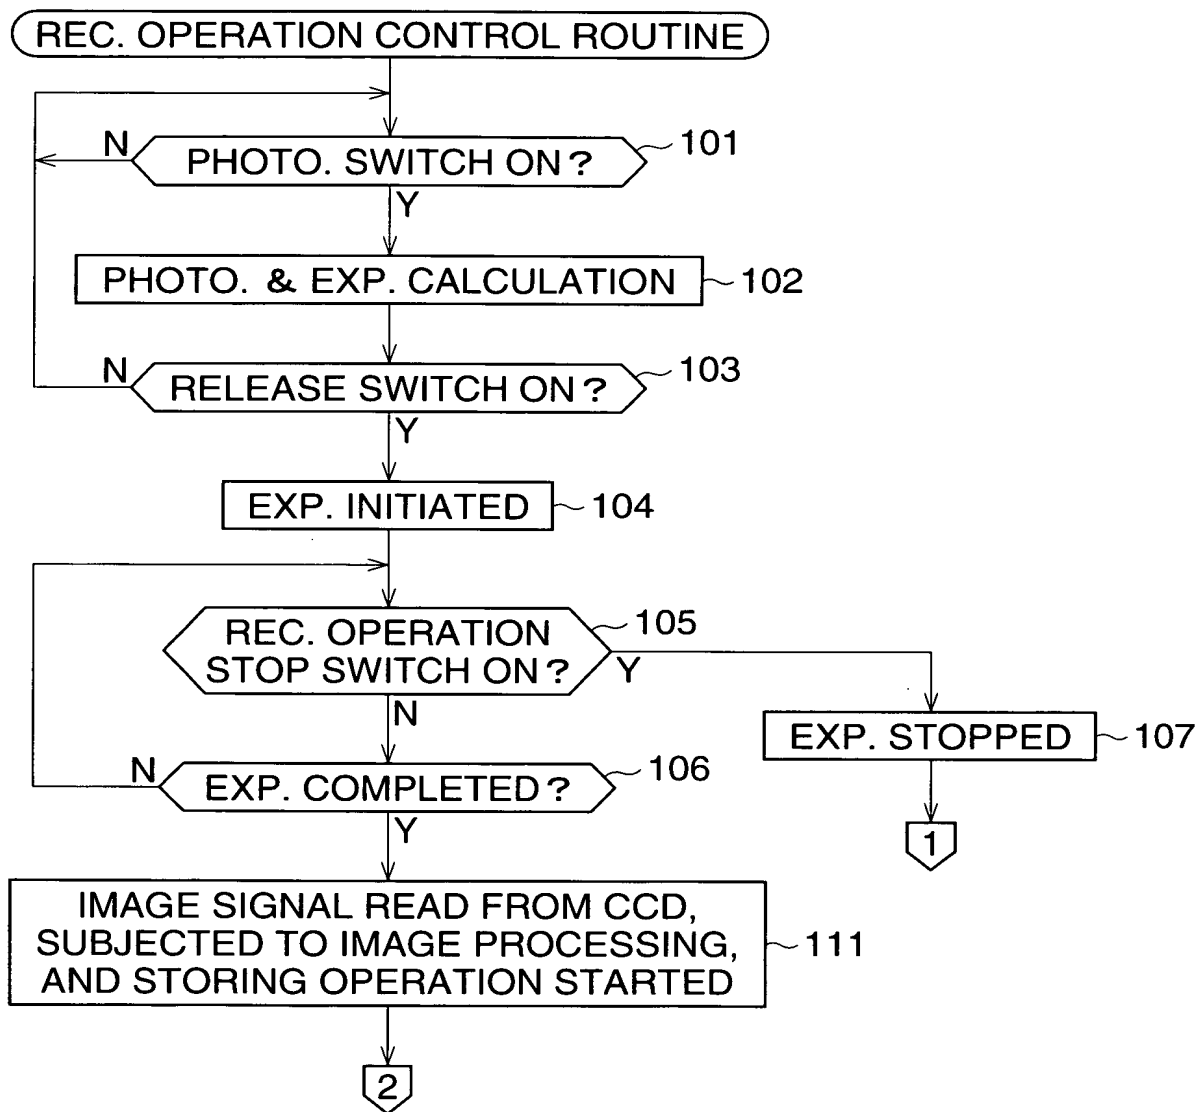 REC. OPERATION CONTROL ROUTINE
N
PHOTO. SWITCH ON?
101
Y
PHOTO. & EXP. CALCULATION
102
N
RELEASE SWITCH ON?
103
Y
EXP. INITIATED
104
REC. OPERATION
STOP SWITCH ON?
105
Y
N
EXP. STOPPED
107
N
EXP. COMPLETED?
106
Y
1
IMAGE SIGNAL READ FROM CCD,
SUBJECTED TO IMAGE PROCESSING,
AND STORING OPERATION STARTED
111
2